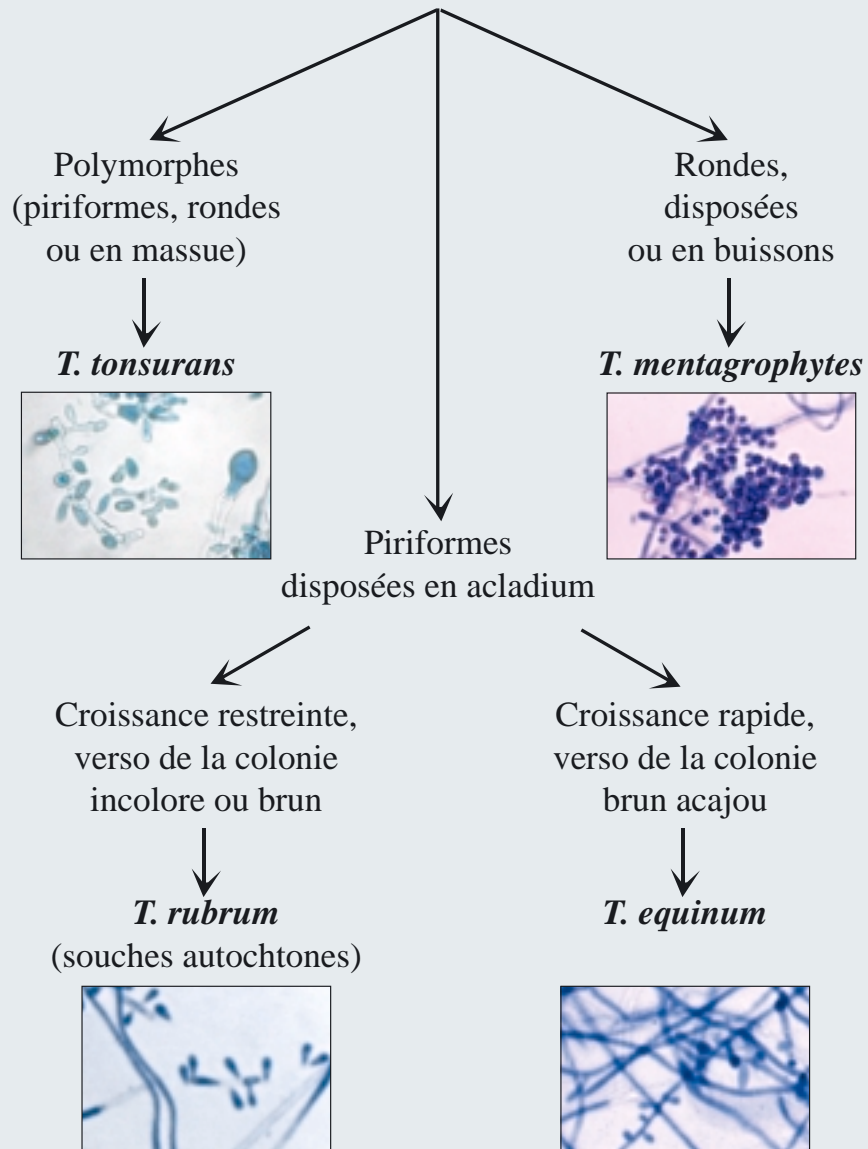 Polymorphes
(piriformes, rondes
ou en massue)
T. tonsurans
Rondes,
disposées
ou en buissons
T. mentagrophytes
Piriformes
disposées en acladium
Croissance restreinte,
verso de la colonie
incolore ou brun
T. rubrum
(souches autochtones)
Croissance rapide,
verso de la colonie
brun acajou
T. equinum